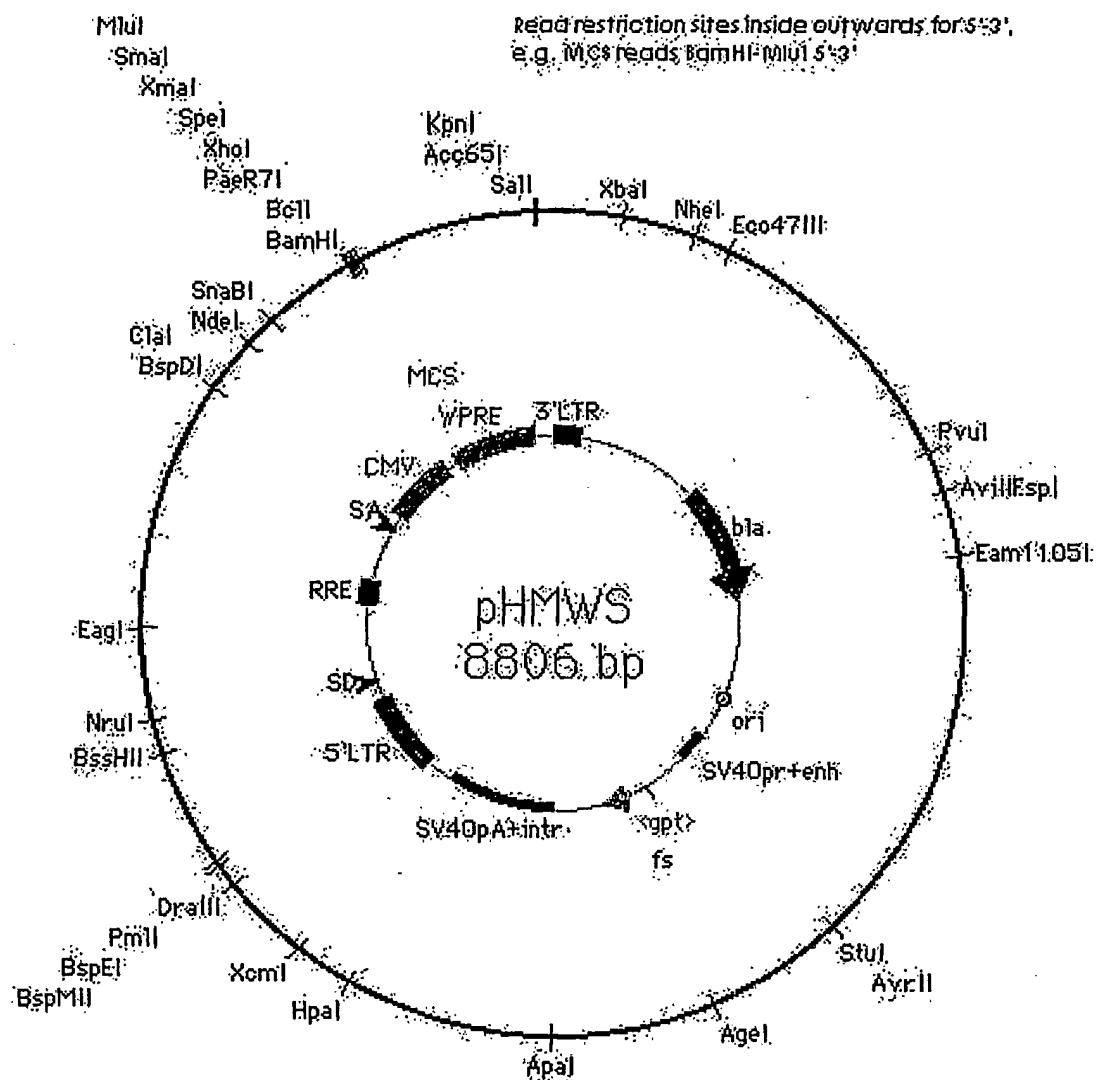 Read restriction sites inside outwards for 5'-3',
e.g. MCS reads BamHI-MluI 5'-3'
MluI
SmaI
XmaI
SpeI
XhoI
PaeR7I
BclI
BamHI
SnaBI
NdeI
ClaI
BspDI
KpnI
Acc65I
SalI
XbaI
NheI
Eco47III
PvuI
AviIIEspI
Eam1105I
MCS
WPRE
3'LTR
CMV
SA
bla
RRE
pHMWS
8806 bp
EagI
SD
ori
NruI
BssHII
5'LTR
SV40pr+enh
SV40pA+intr
<gpt>
fs
DraIII
PmlI
BspEI
BspMII
XcmI
HpaI
StuI
AvrII
AgeI
ApaI